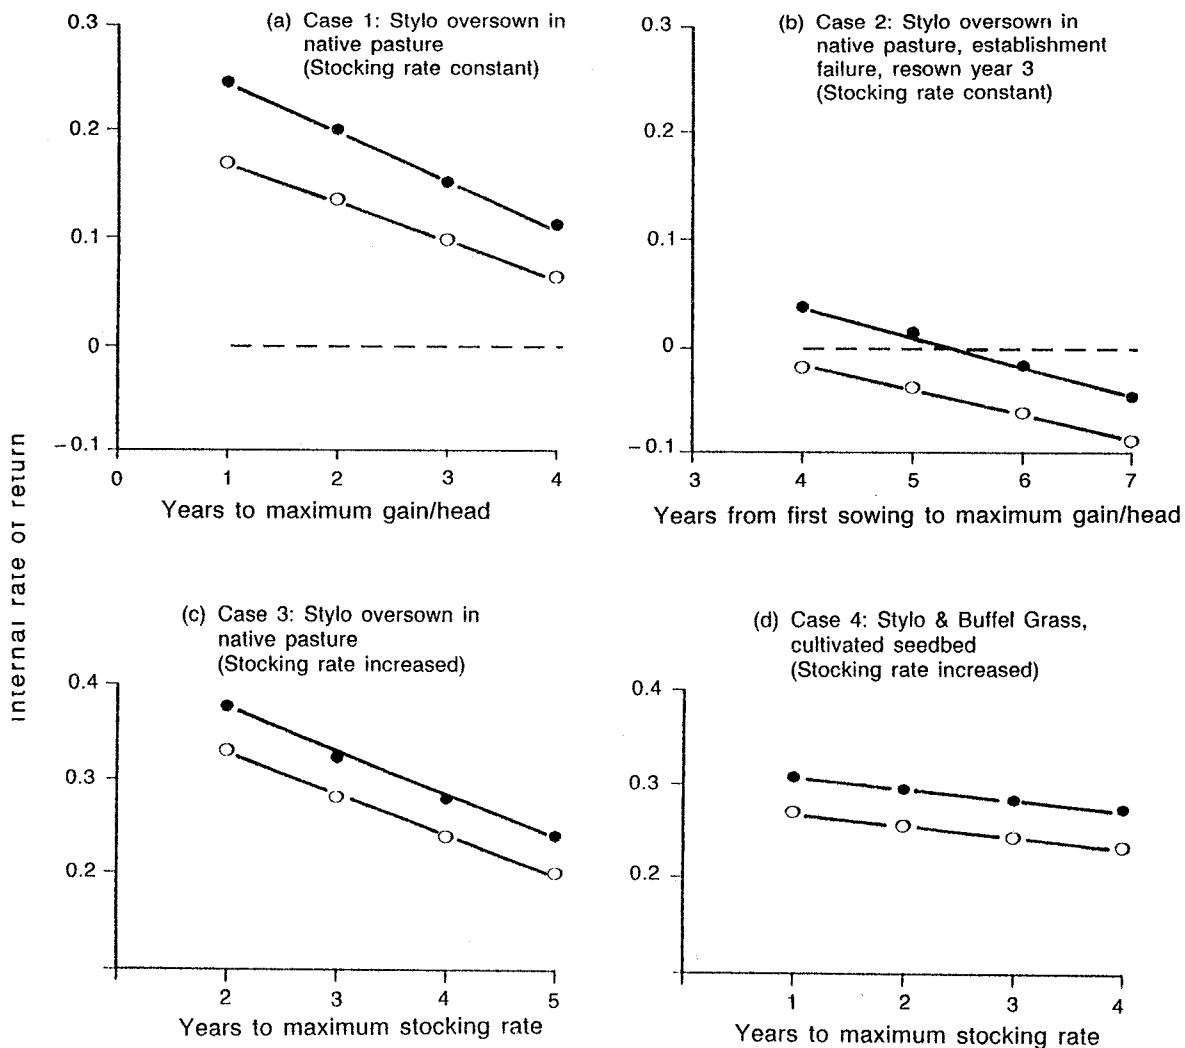 (a) Case 1: Stylo oversown in
native pasture
(Stocking rate constant)
0.3
0.2
0.1
0
−0.1
0 1 2 3 4
Years to maximum gain/head
(b) Case 2: Stylo oversown in
native pasture, establishment
failure, resown year 3
(Stocking rate constant)
0.3
0.2
0.1
0
−0.1
3 4 5 6 7
Years from first sowing to maximum gain/head
Internal rate of return
(c) Case 3: Stylo oversown in
native pasture
(Stocking rate increased)
0.4
0.3
0.2
2 3 4 5
Years to maximum stocking rate
(d) Case 4: Stylo & Buffel Grass,
cultivated seedbed
(Stocking rate increased)
0.4
0.3
0.2
1 2 3 4
Years to maximum stocking rate